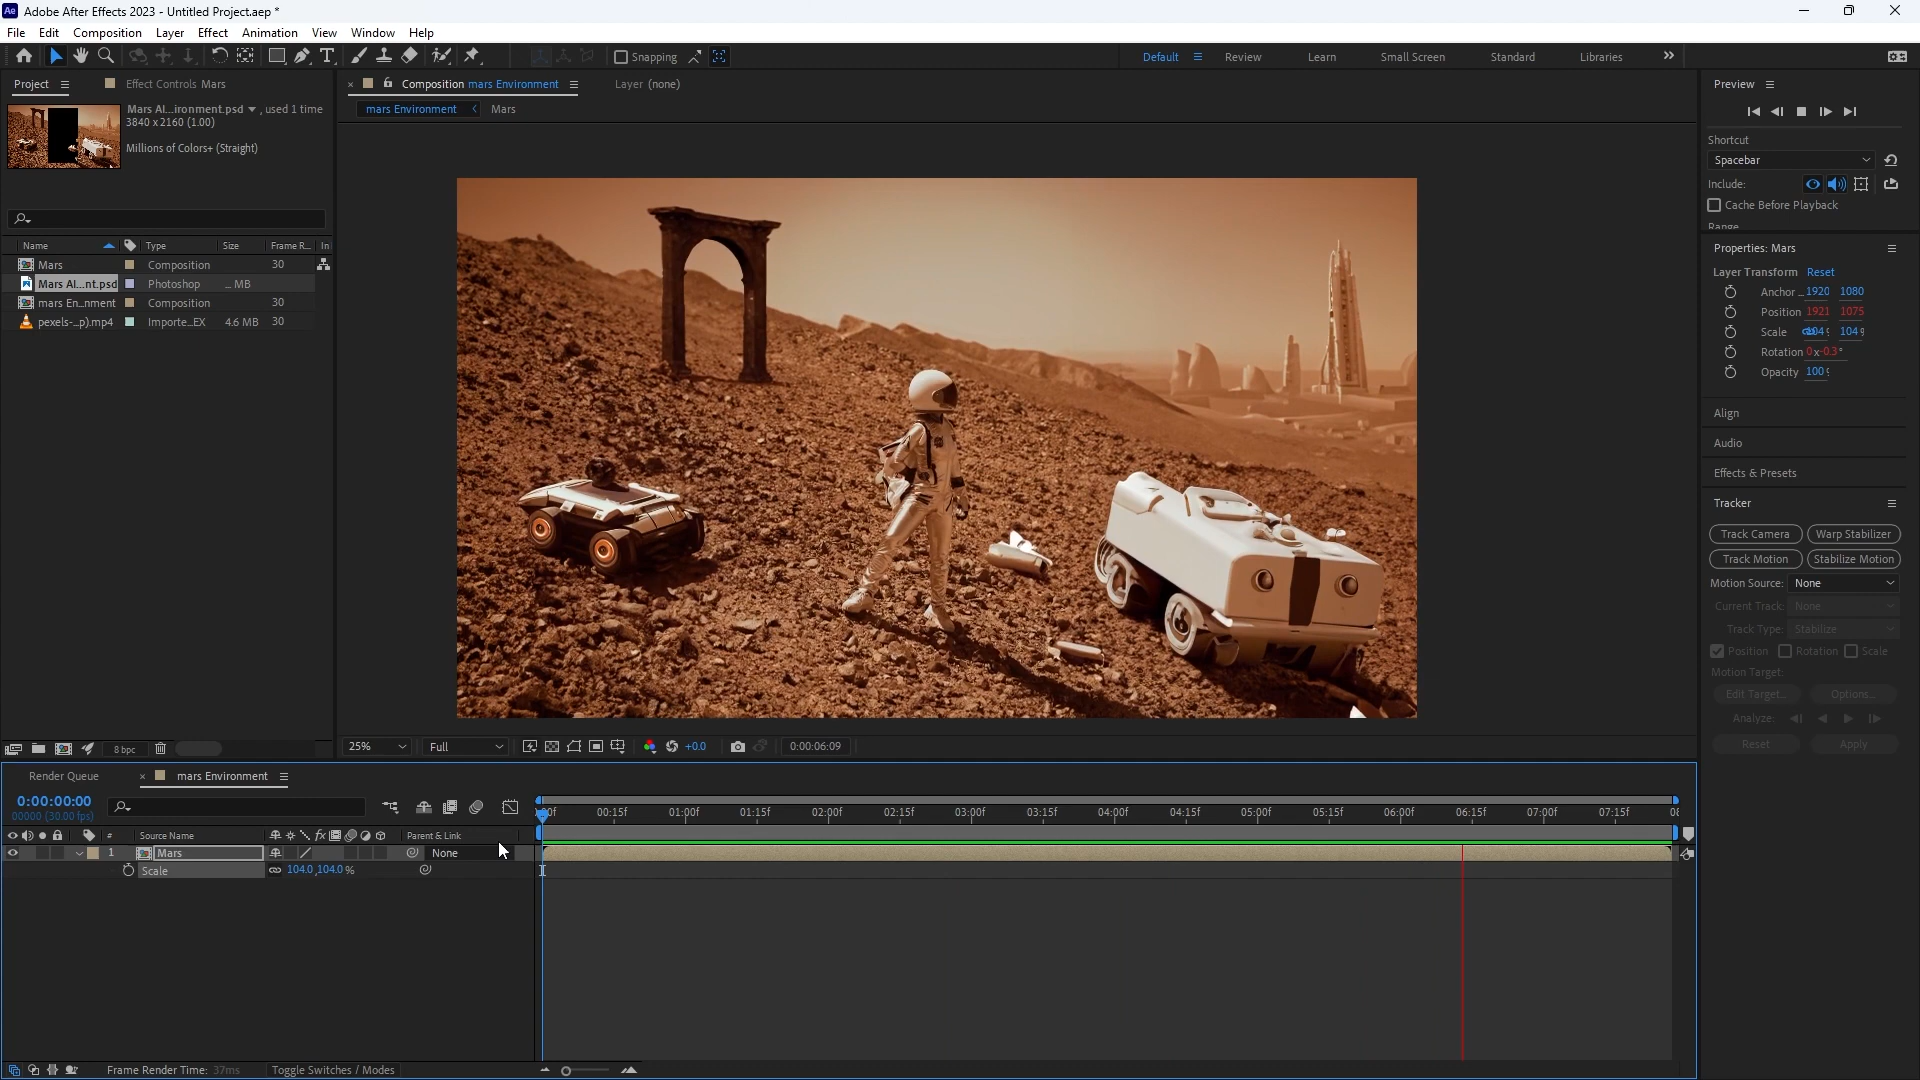 Adobe After Effects 2023 - Untitled Project.aep *
File Edit Composition Layer Effect Animation View Window Help
Snapping
Default Review Learn Small Screen Standard Libraries
Project Effect Controls Mars
Composition mars Environment Layer (none)
mars Environment Mars
Mars Al...ironment.psd , used 1 time
3840 x 2160 (1.00)
Millions of Colors+ (Straight)
Name Type Size Frame R... In
Mars Composition 30
Mars Al...nt.psd Photoshop ... MB
mars En...nment Composition 30
pexels-...p).mp4 Importe...EX 4.6 MB 30
8 bpc
25% Full +0.0 0:00:06:09
Preview
Shortcut
Spacebar
Include:
Cache Before Playback
Range
Properties: Mars
Layer Transform Reset
Anchor ... 1920 1080
Position 1921 1075
Scale 104 104
Rotation 0x-0.3°
Opacity 100
Align
Audio
Effects & Presets
Tracker
Track Camera Warp Stabilizer
Track Motion Stabilize Motion
Motion Source: None
Current Track: None
Track Type: Stabilize
Position Rotation Scale
Motion Target:
Edit Target... Options...
Analyze:
Reset Apply
Render Queue mars Environment
0:00:00:00
00000 (30.00 fps)
00:15f 01:00f 01:15f 02:00f 02:15f 03:00f 03:15f 04:00f 04:15f 05:00f 05:15f 06:00f 06:15f 07:00f 07:15f
# Source Name fx Parent & Link
1 Mars None
Scale 104.0,104.0%
Frame Render Time: 37ms Toggle Switches / Modes